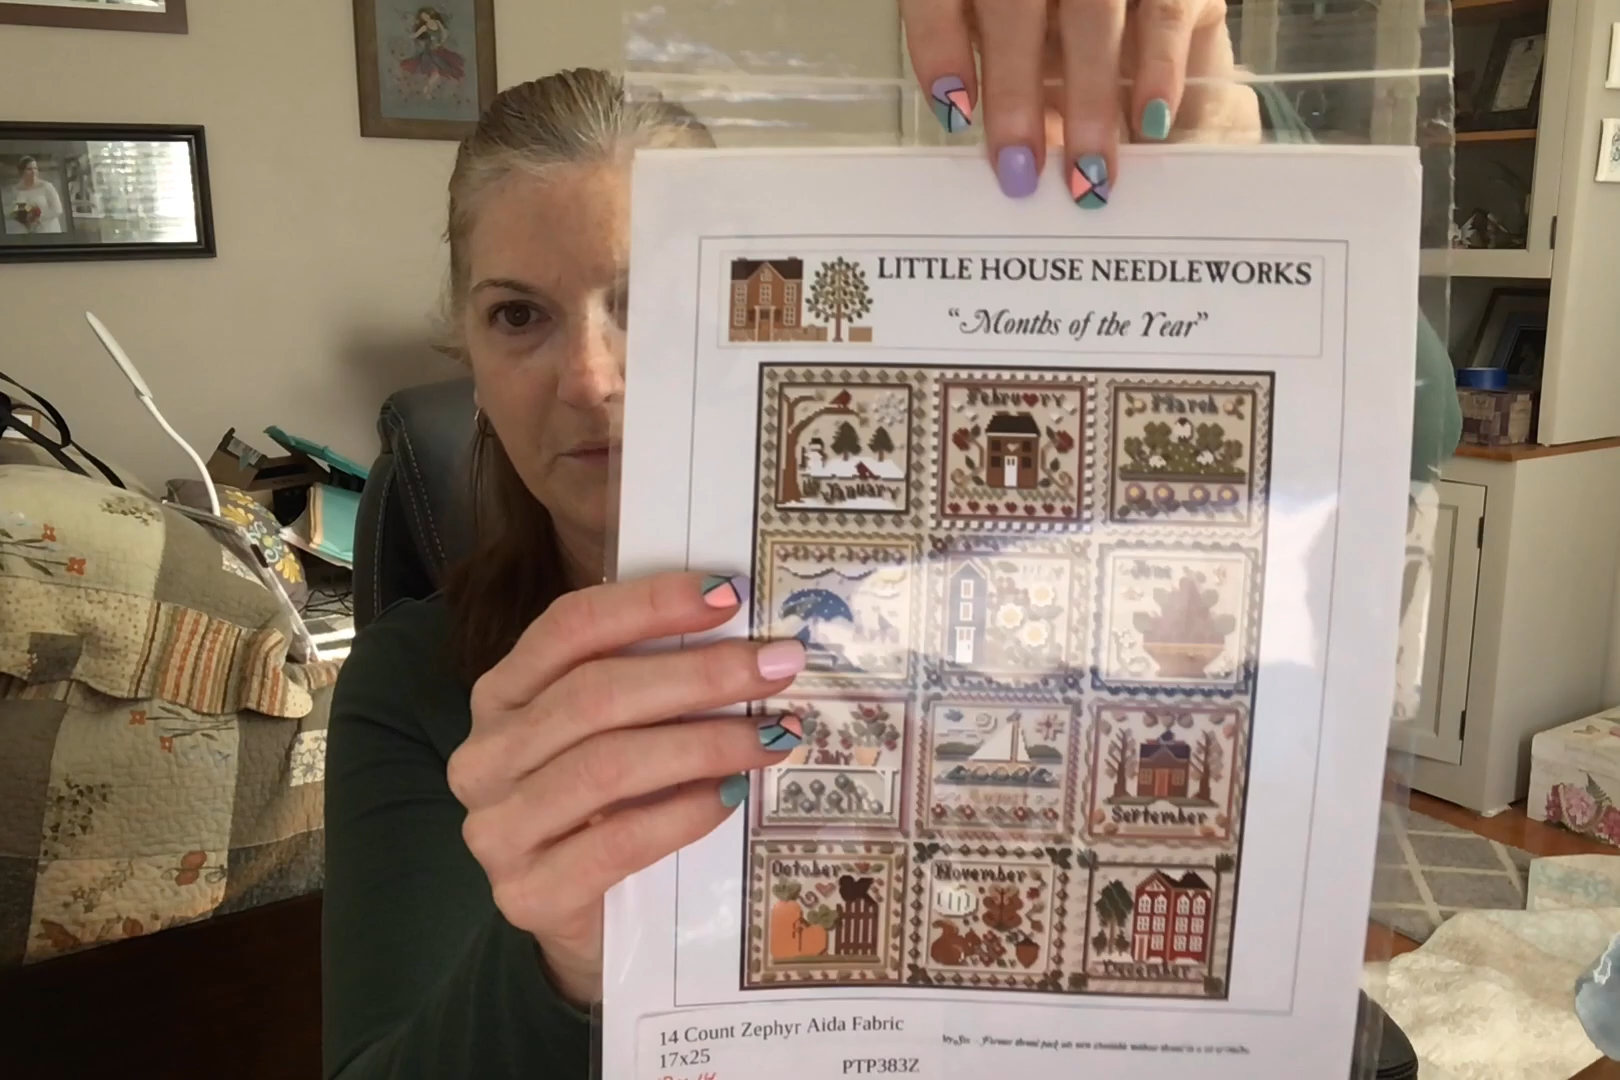 LITTLE HOUSE NEEDLEWORKS
"Months of the Year"
February
March
January
June
July
September
October
November
December
14 Count Zephyr Aida Fabric
17x25
PTP383Z